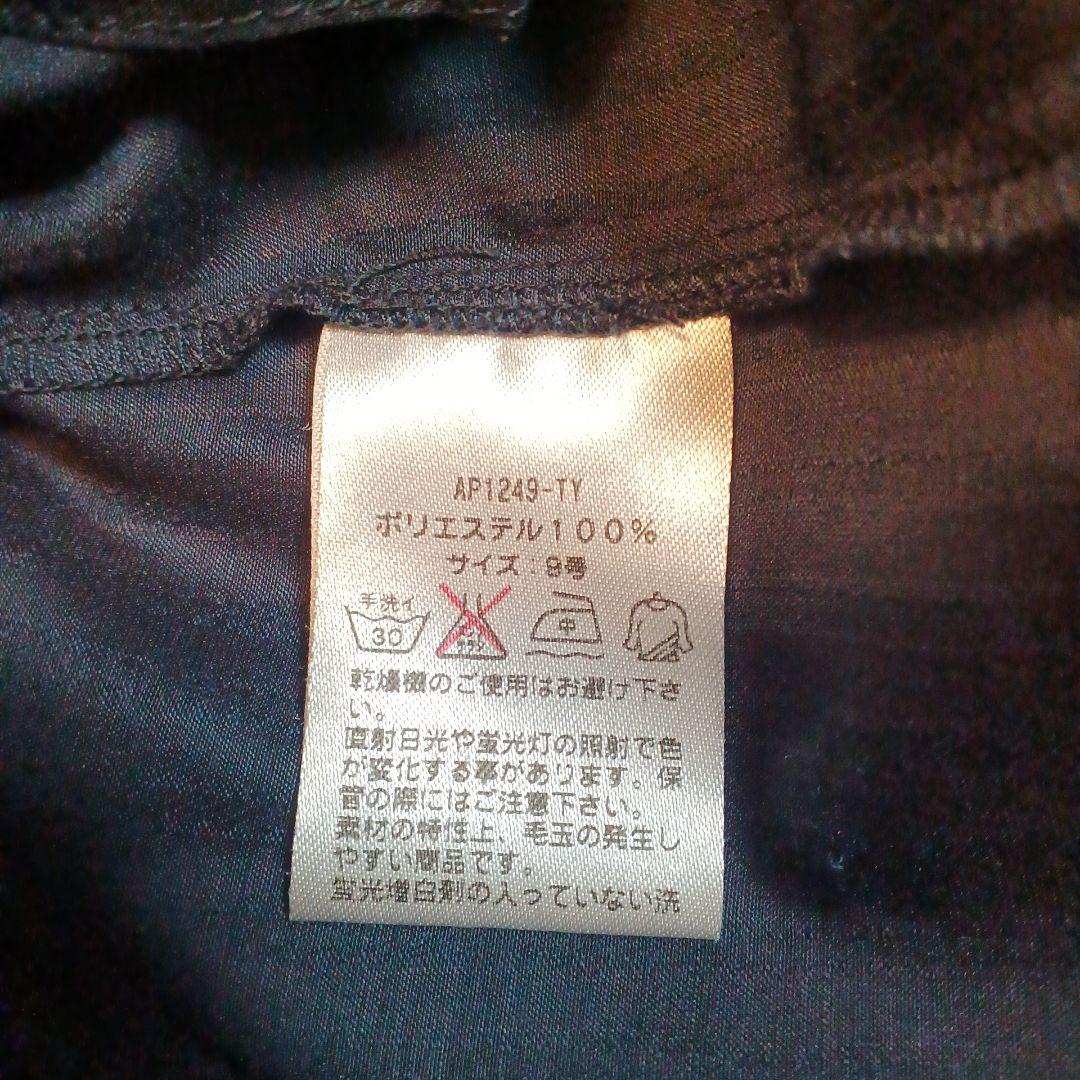 AP1249-TY
ポリエステル100%
サイズ:9号
手洗イ
30
中
乾燥機のご使用はお避け下さ
い。
直射日光や蛍光灯の照射で色
が変化する事があります。保
管の際にはご注意下さい。
素材の特性上、毛玉の発生し
やすい商品です。
蛍光増白剤の入っていない洗